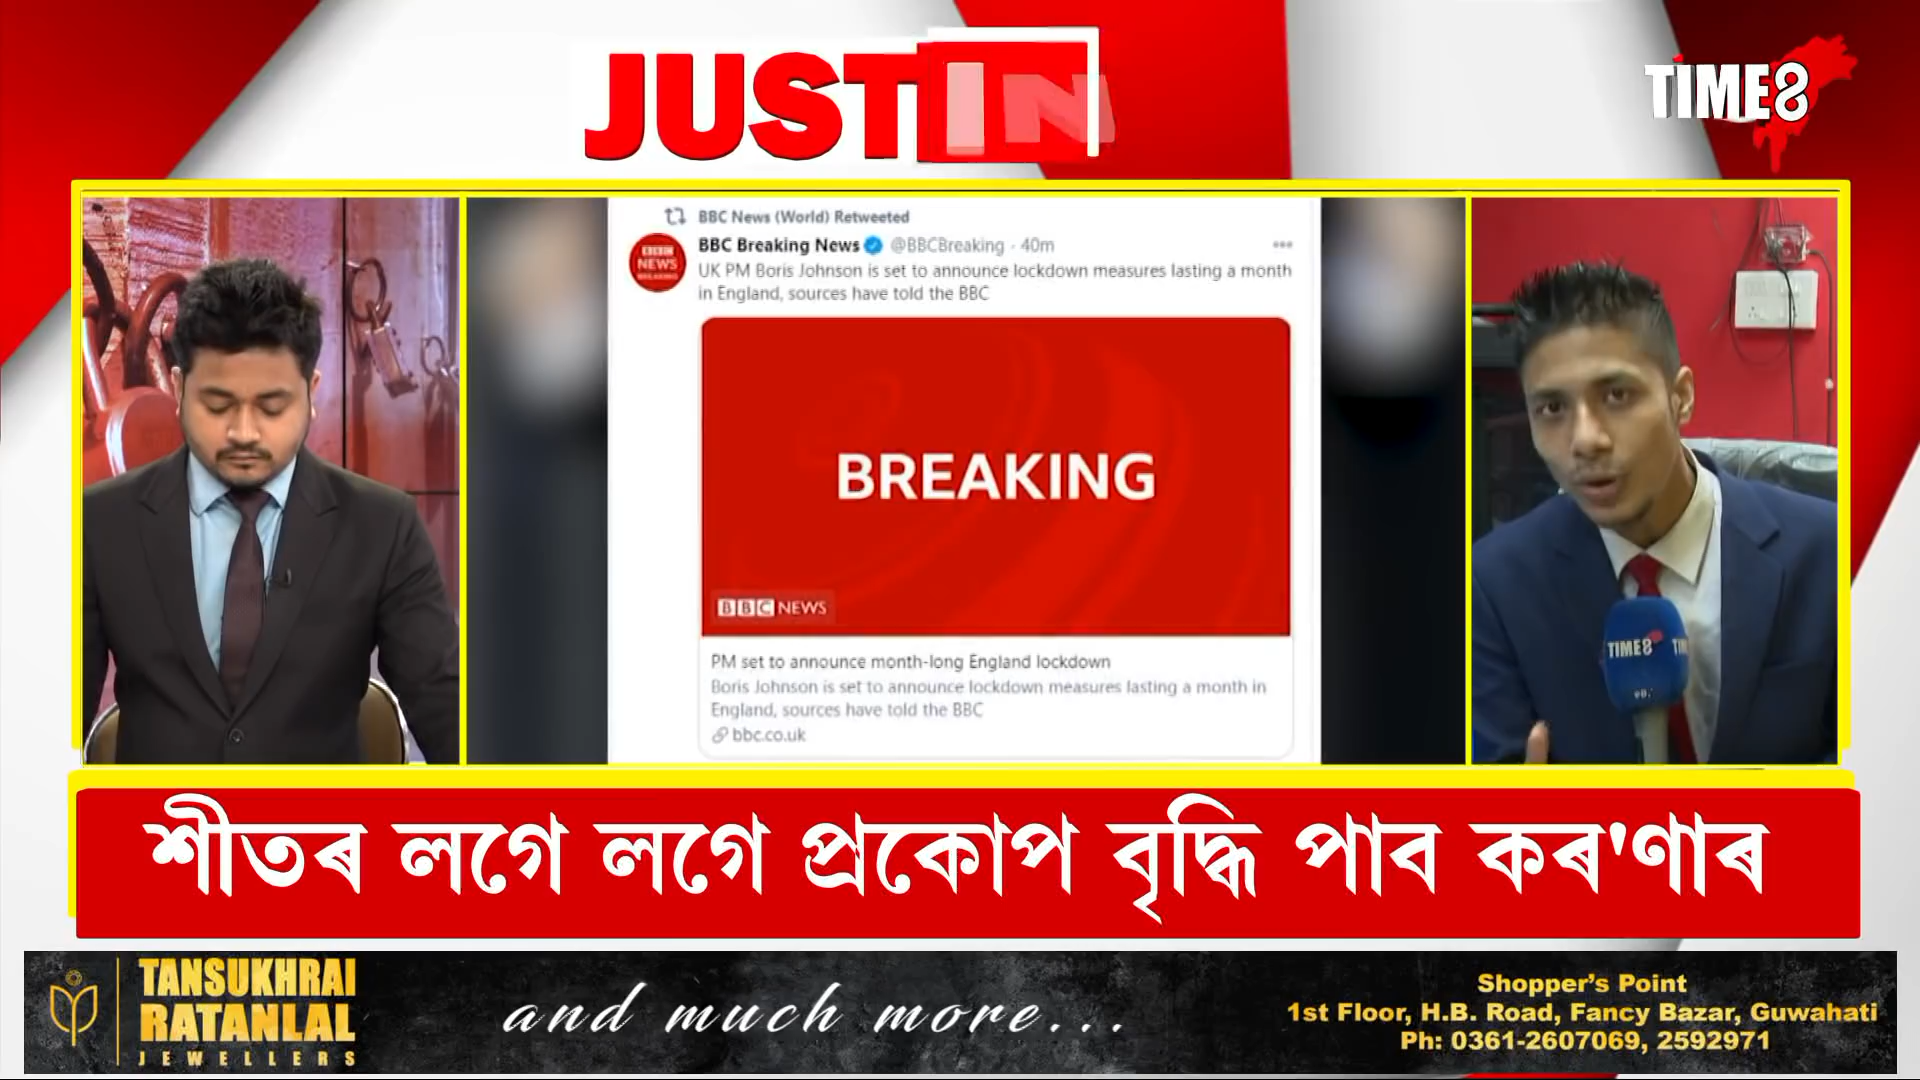 JUST IN
TIME8
BBC News (World) Retweeted
BBC Breaking News @BBCBreaking · 40m
UK PM Boris Johnson is set to announce lockdown measures lasting a month
in England, sources have told the BBC
BBC NEWS BREAKING
BREAKING
BBC NEWS
PM set to announce month-long England lockdown
Boris Johnson is set to announce lockdown measures lasting a month in
England, sources have told the BBC
bbc.co.uk
TIME8
শীতৰ লগে লগে প্ৰকোপ বৃদ্ধি পাব কৰ'ণাৰ
TANSUKHRAI
RATANLAL
JEWELLERS
and much more...
Shopper's Point
1st Floor, H.B. Road, Fancy Bazar, Guwahati
Ph: 0361-2607069, 2592971